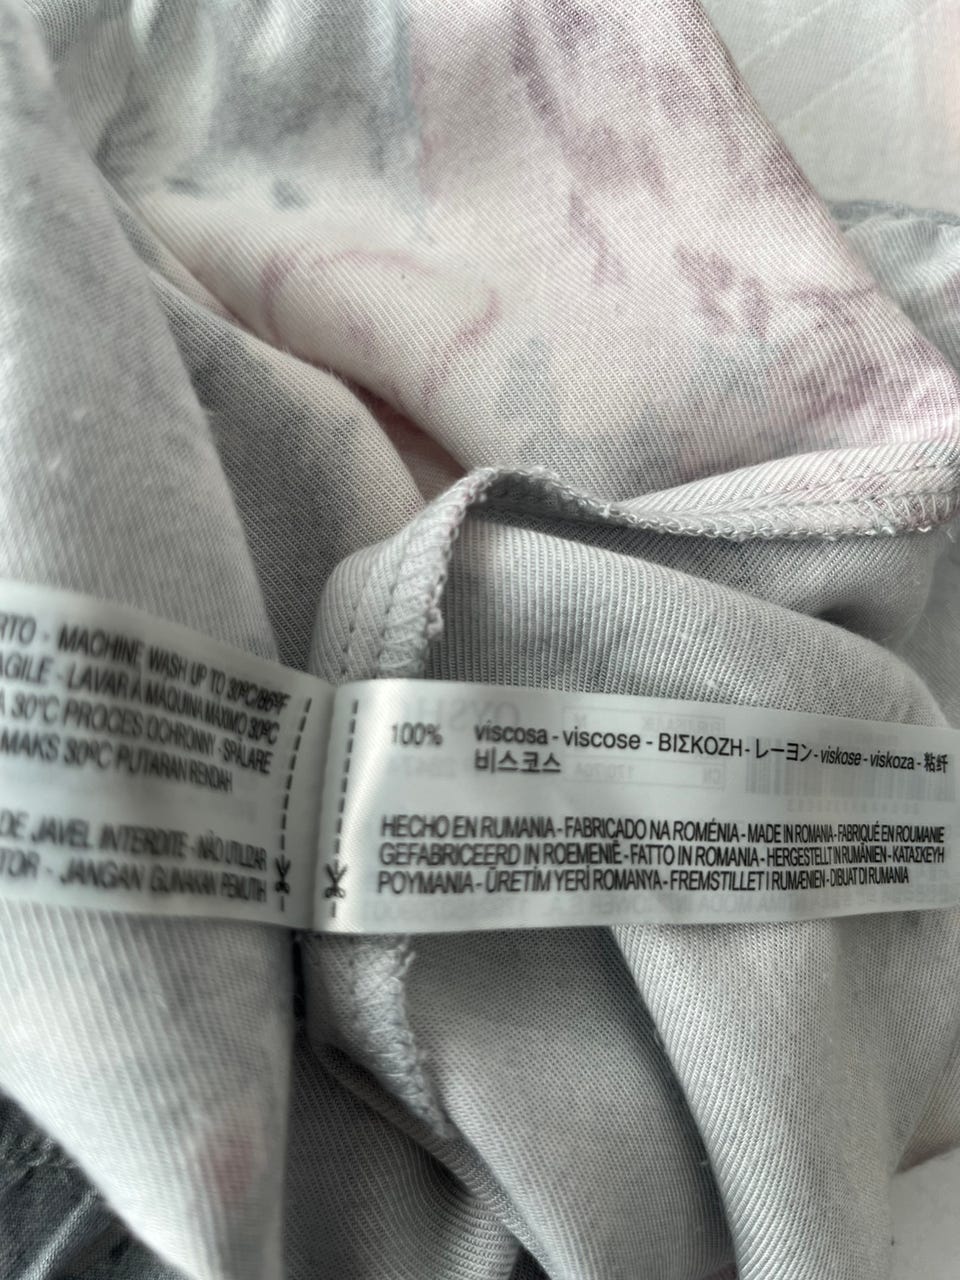 RTO - MACHINE WASH UP TO 30ºC/86ºF
AGILE - LAVAR À MÁQUINA MÁXIMO 30ºC
A 30ºC PROCES OCHRONNY - SPĂLARE
MAKS 30ºC PUTARAN RENDAH
DE JAVEL INTERDITE - NÃO UTILIZAR
TOR - JANGAN GUNAKAN PEMUTIH
100% viscosa - viscose - ΒΙΣΚΟΖΗ - レーヨン - viskose - viskoza - 粘纤
비스코스
HECHO EN RUMANIA - FABRICADO NA ROMÉNIA - MADE IN ROMANIA - FABRIQUÉ EN ROUMANIE
GEFABRICEERD IN ROEMENIË - FATTO IN ROMANIA - HERGESTELLT IN RUMÄNIEN - ΚΑΤΑΣΚΕΥΗ
ΡΟΥΜΑΝΙΑ - ÜRETİM YERİ ROMANYA - FREMSTILLET I RUMÆNIEN - DIBUAT DI RUMANIA